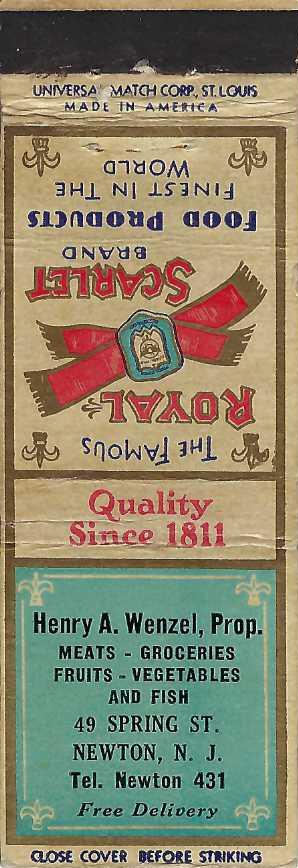 UNIVERSAL MATCH CORP., ST. LOUIS
MADE IN AMERICA
THE FAMOUS
ROYAL
SCARLET
BRAND
FOOD PRODUCTS
FINEST IN THE
WORLD
Quality
Since 1811
Henry A. Wenzel, Prop.
MEATS - GROCERIES
FRUITS - VEGETABLES
AND FISH
49 SPRING ST.
NEWTON, N. J.
Tel. Newton 431
Free Delivery
CLOSE COVER BEFORE STRIKING